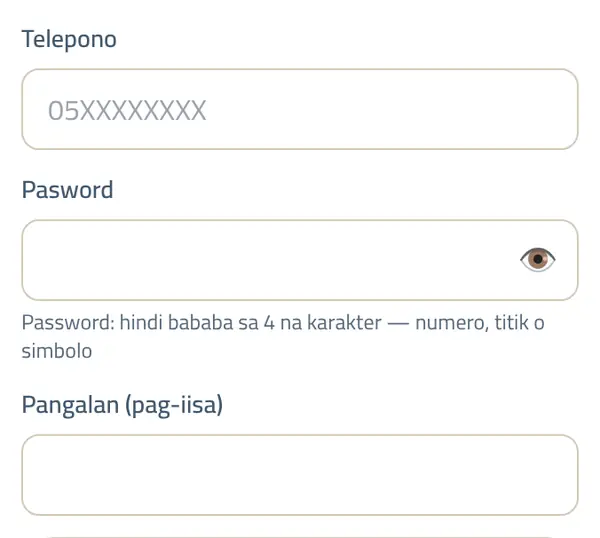 Telepono
05XXXXXXXX
Pasword
Password: hindi bababa sa 4 na karakter — numero, titik o
simbolo
Pangalan (pag-iisa)